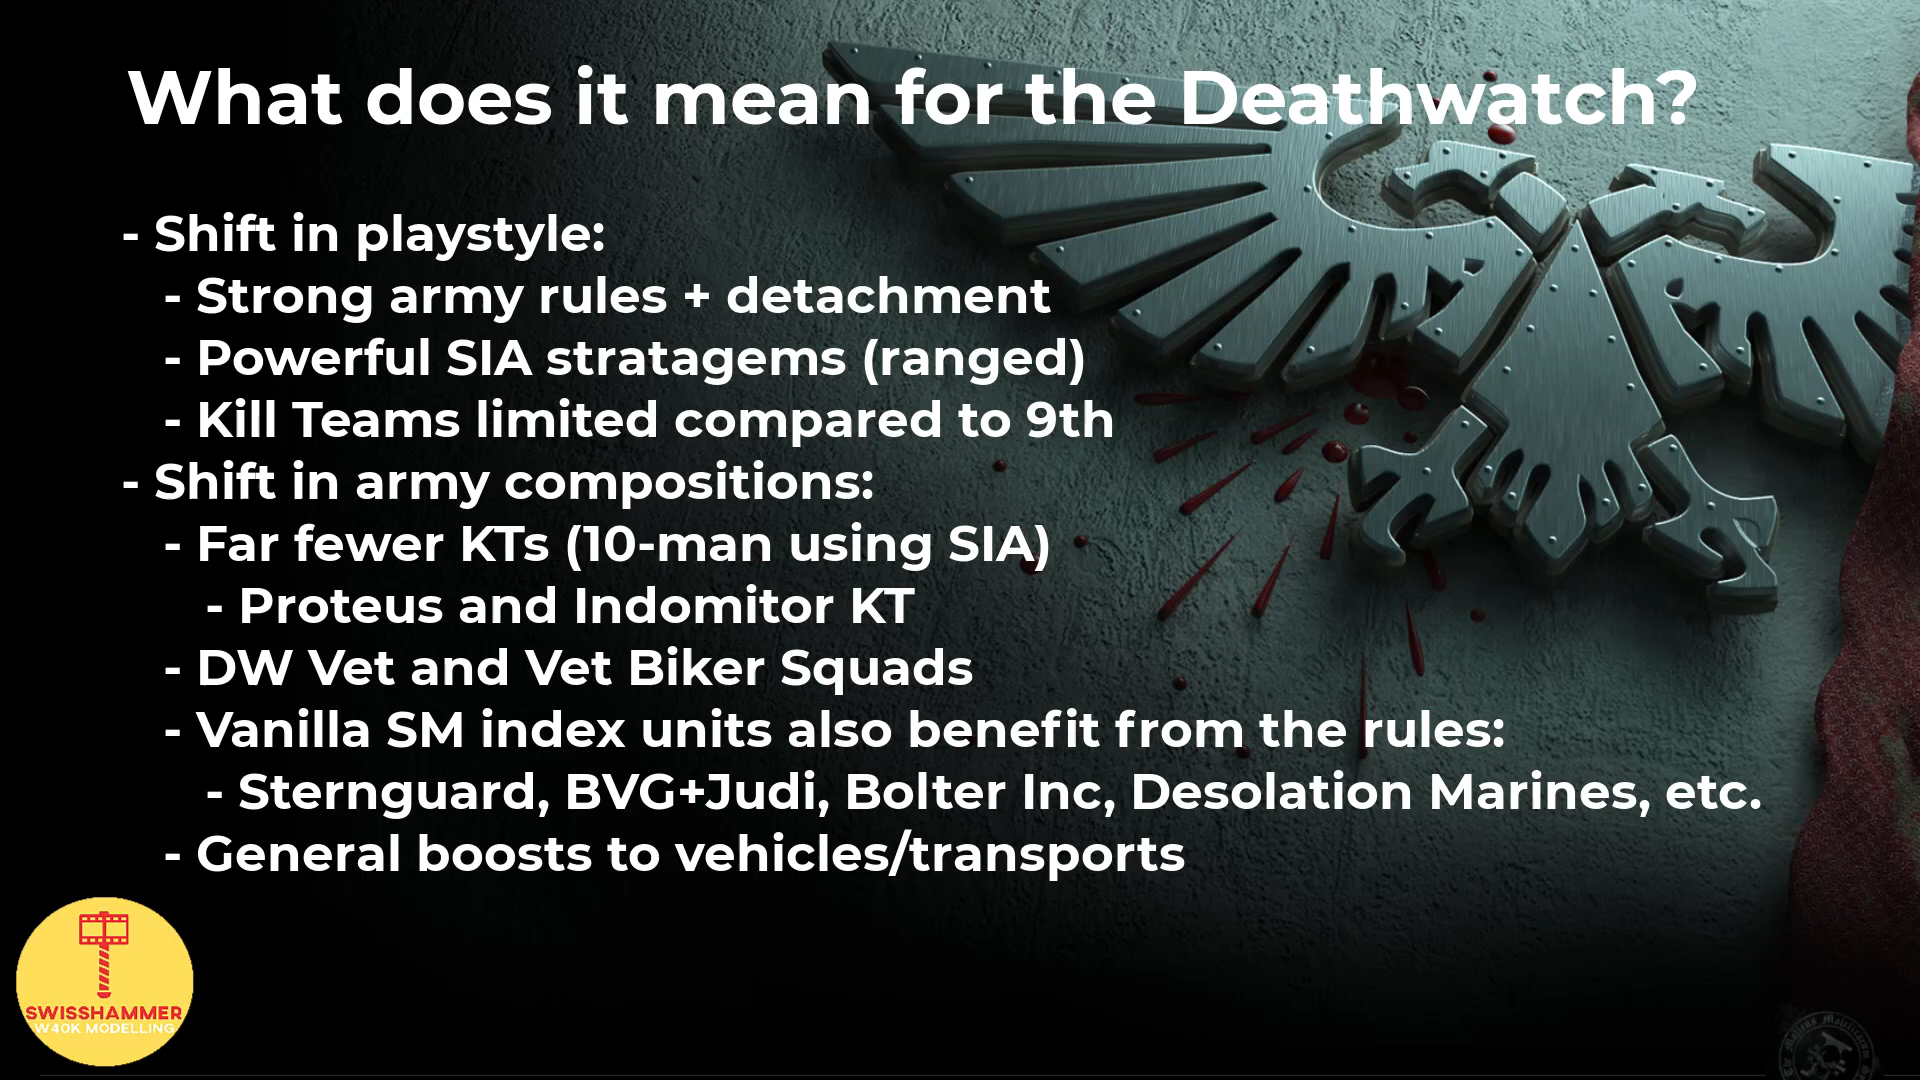 What does it mean for the Deathwatch?
- Shift in playstyle:
- Strong army rules + detachment
- Powerful SIA stratagems (ranged)
- Kill Teams limited compared to 9th
- Shift in army compositions:
- Far fewer KTs (10-man using SIA)
- Proteus and Indomitor KT
- DW Vet and Vet Biker Squads
- Vanilla SM index units also benefit from the rules:
- Sternguard, BVG+Judi, Bolter Inc, Desolation Marines, etc.
- General boosts to vehicles/transports
SWISSHAMMER
W40K MODELLING